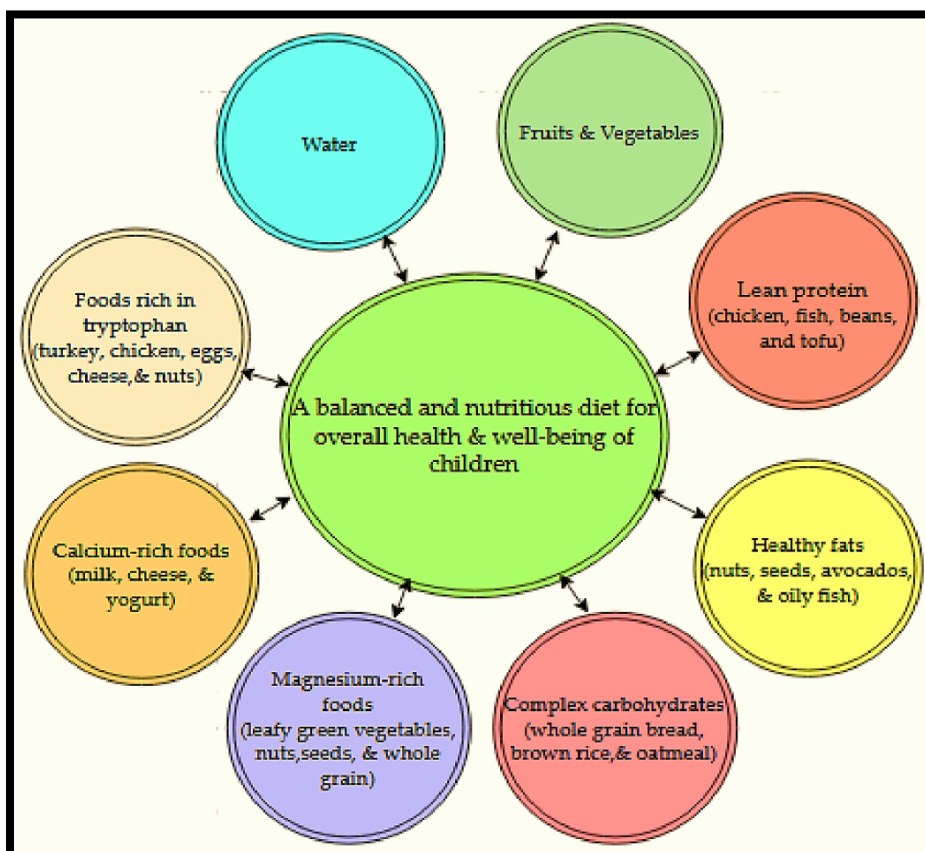 Water
Fruits & Vegetables
Lean protein
(chicken, fish, beans,
and tofu)
Healthy fats
(nuts, seeds, avocados,
& oily fish)
Complex carbohydrates
(whole grain bread,
brown rice,& oatmeal)
Magnesium-rich
foods
(leafy green vegetables,
nuts,seeds, & whole
grain)
Calcium-rich foods
(milk, cheese, &
yogurt)
Foods rich in
tryptophan
(turkey, chicken, eggs,
cheese,& nuts)
A balanced and nutritious diet for
overall health & well-being of
children